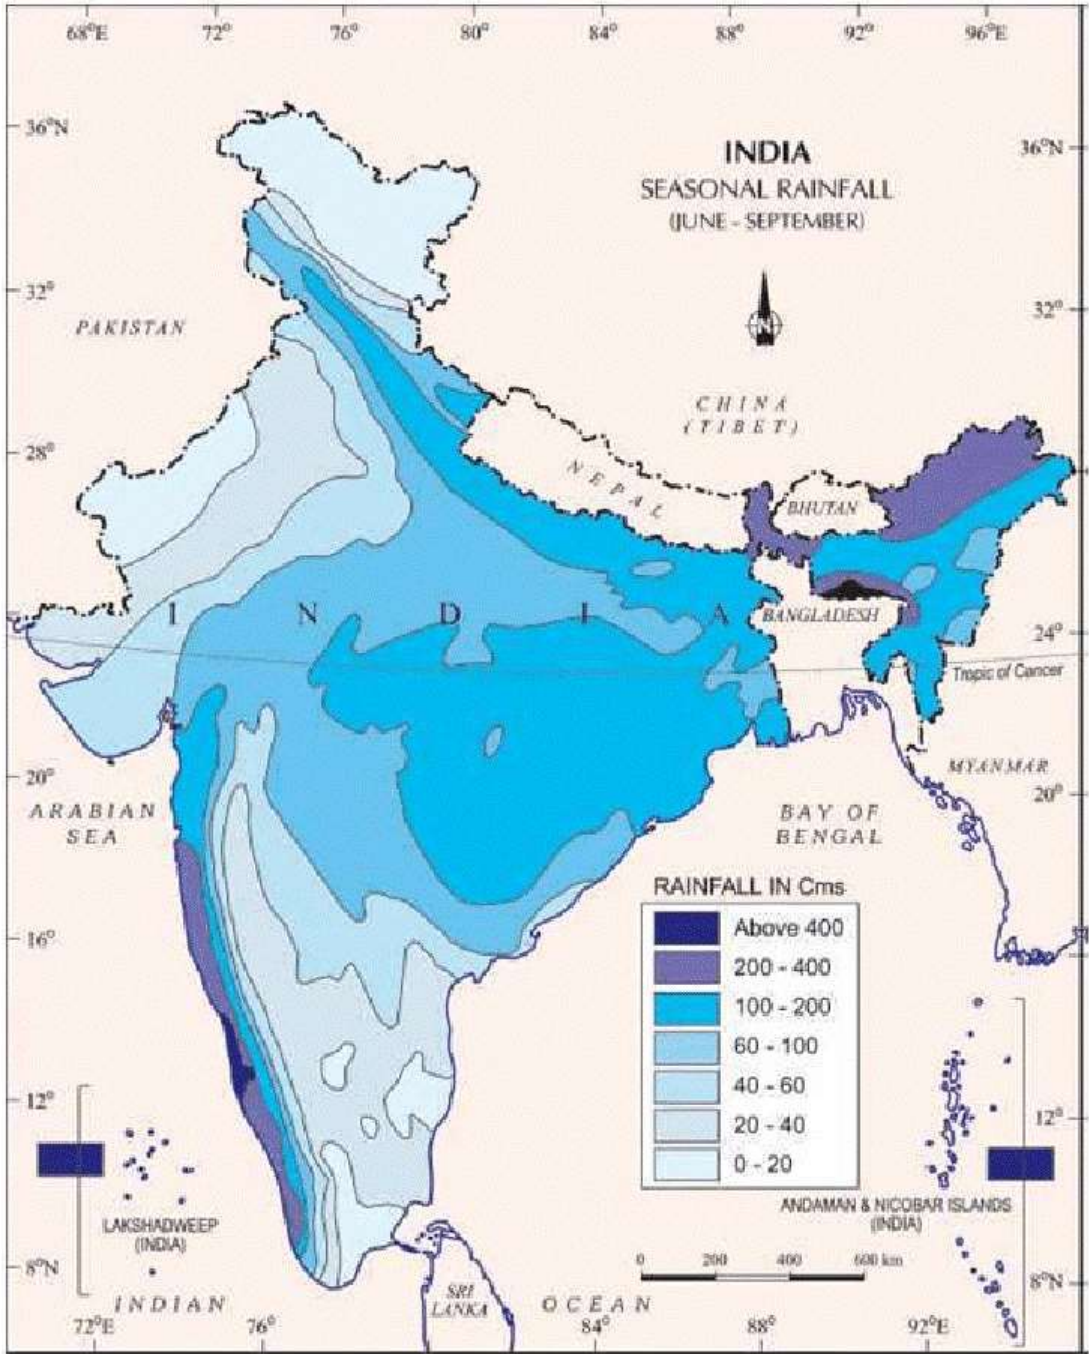 68°E 72° 76° 80° 84° 88° 92° 96°E
36°N
36°N
INDIA
SEASONAL RAINFALL
(JUNE - SEPTEMBER)
32°
32°
N
PAKISTAN
CHINA
(TIBET)
28°
NEPAL
BHUTAN
INDIA
BANGLADESH
24°
Tropic of Cancer
MYANMAR
20°
20°
ARABIAN
SEA
BAY OF
BENGAL
RAINFALL IN Cms
Above 400
200 - 400
100 - 200
60 - 100
40 - 60
20 - 40
0 - 20
16°
12°
12°
LAKSHADWEEP
(INDIA)
ANDAMAN & NICOBAR ISLANDS
(INDIA)
0 200 400 600 km
8°N
8°N
SRI
LANKA
INDIAN OCEAN
72°E 76° 84° 88° 92°E